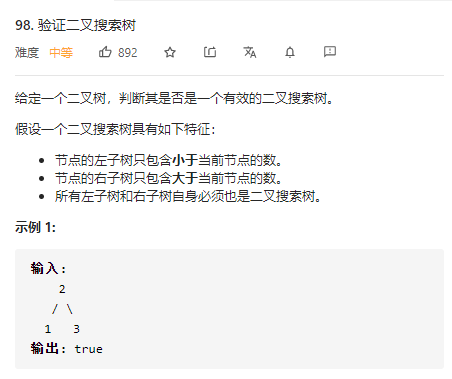 98. 验证二叉搜索树
难度 中等 892
给定一个二叉树，判断其是否是一个有效的二叉搜索树。
假设一个二叉搜索树具有如下特征：
• 节点的左子树只包含小于当前节点的数。
• 节点的右子树只包含大于当前节点的数。
• 所有左子树和右子树自身必须也是二叉搜索树。
示例 1:
输入:
2
/ \
1 3
输出: true